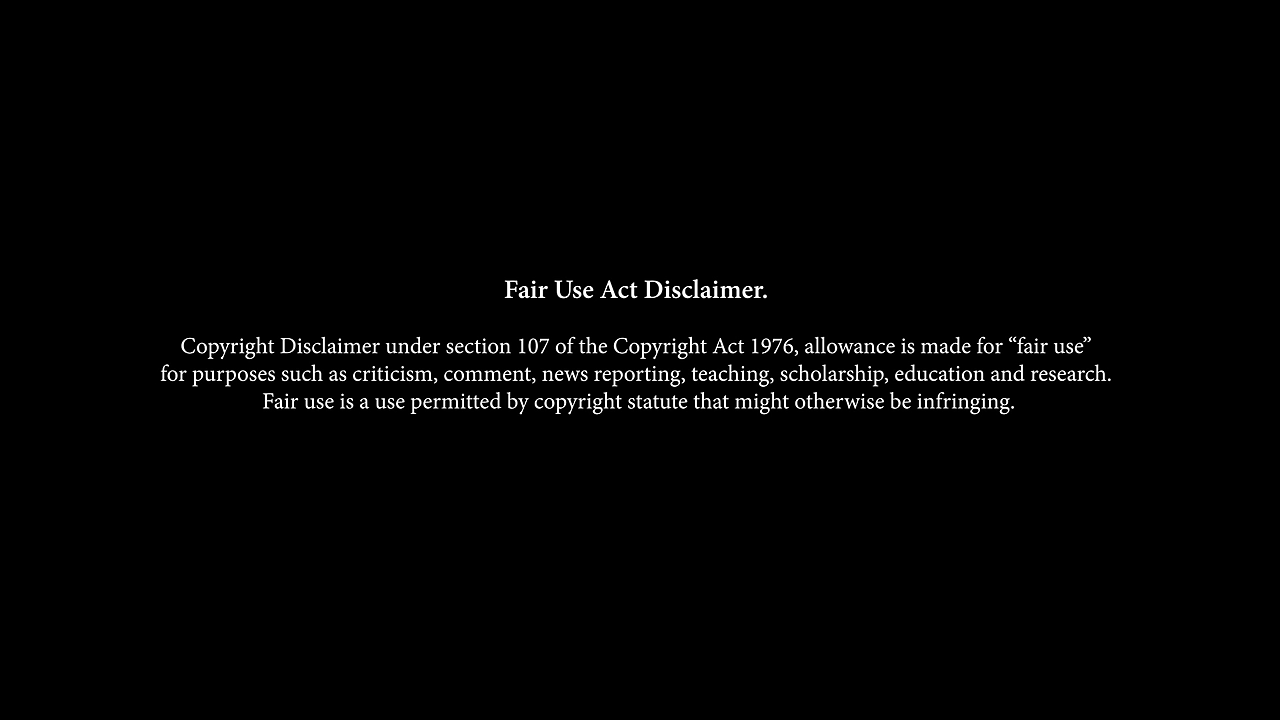 Fair Use Act Disclaimer.
Copyright Disclaimer under section 107 of the Copyright Act 1976, allowance is made for “fair use”
for purposes such as criticism, comment, news reporting, teaching, scholarship, education and research.
Fair use is a use permitted by copyright statute that might otherwise be infringing.